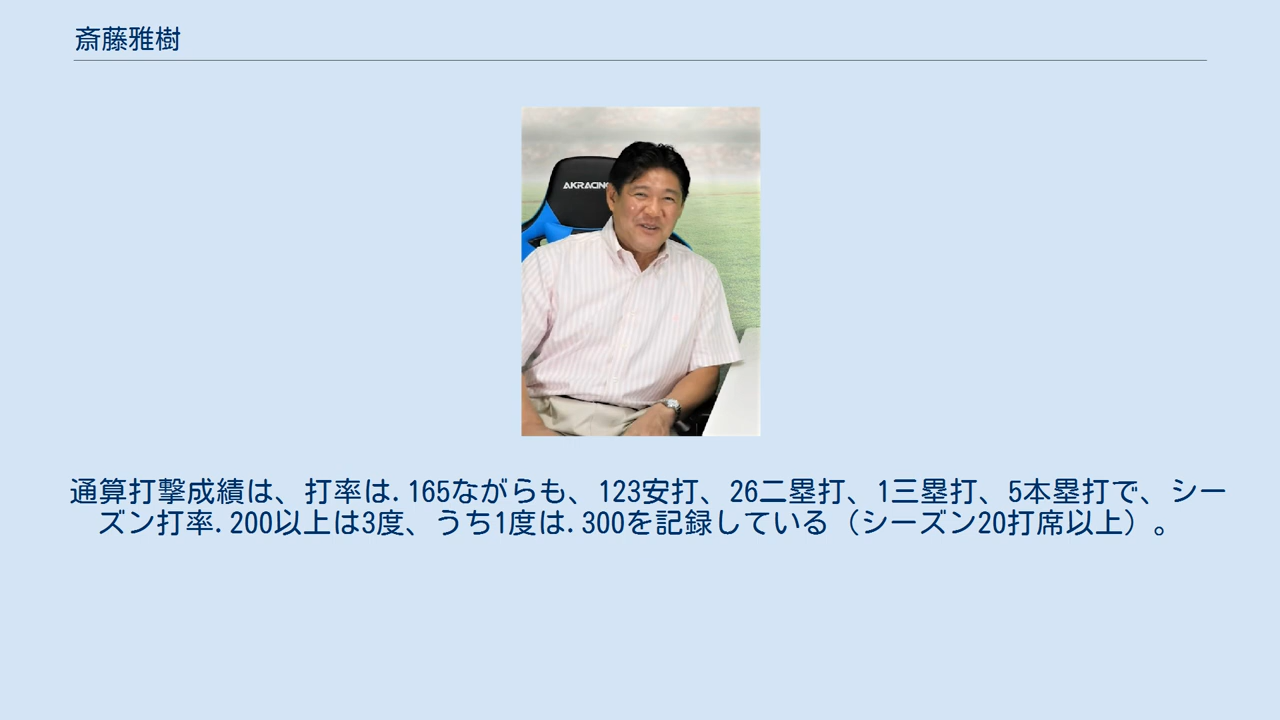 斎藤雅樹
AKRACING
通算打撃成績は、打率は.165ながらも、123安打、26二塁打、1三塁打、5本塁打で、シー
ズン打率.200以上は3度、うち1度は.300を記録している（シーズン20打席以上）。